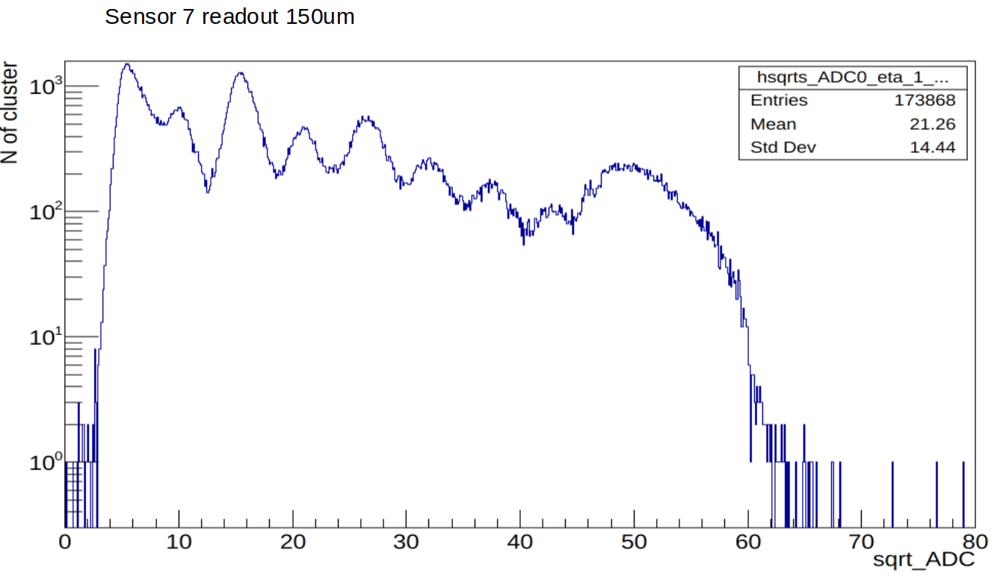 Sensor 7 readout 150um
N of cluster
hsqrts_ADC0_eta_1_...
Entries 173868
Mean 21.26
Std Dev 14.44
10³
10²
10¹
10⁰
0 10 20 30 40 50 60 70 80
sqrt_ADC